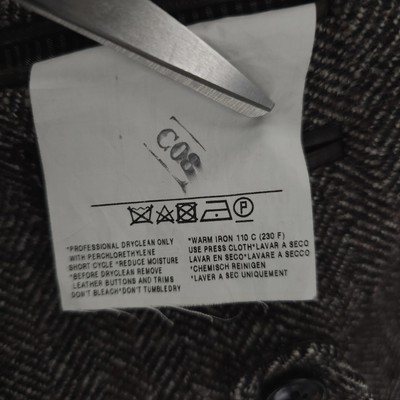 C08
P
*PROFESSIONAL DRYCLEAN ONLY
WITH PERCHLORETHYLENE
SHORT CYCLE *REDUCE MOISTURE
*BEFORE DRYCLEAN REMOVE
LEATHER BUTTONS AND TRIMS
DON'T BLEACH*DON'T TUMBLEDRY
*WARM IRON 110 C (230 F)
USE PRESS CLOTH*LAVAR A SECO
LAVAR EN SECO*LAVARE A SECCO
*CHEMISCH REINIGEN
*LAVER A SEC UNIQUEMENT